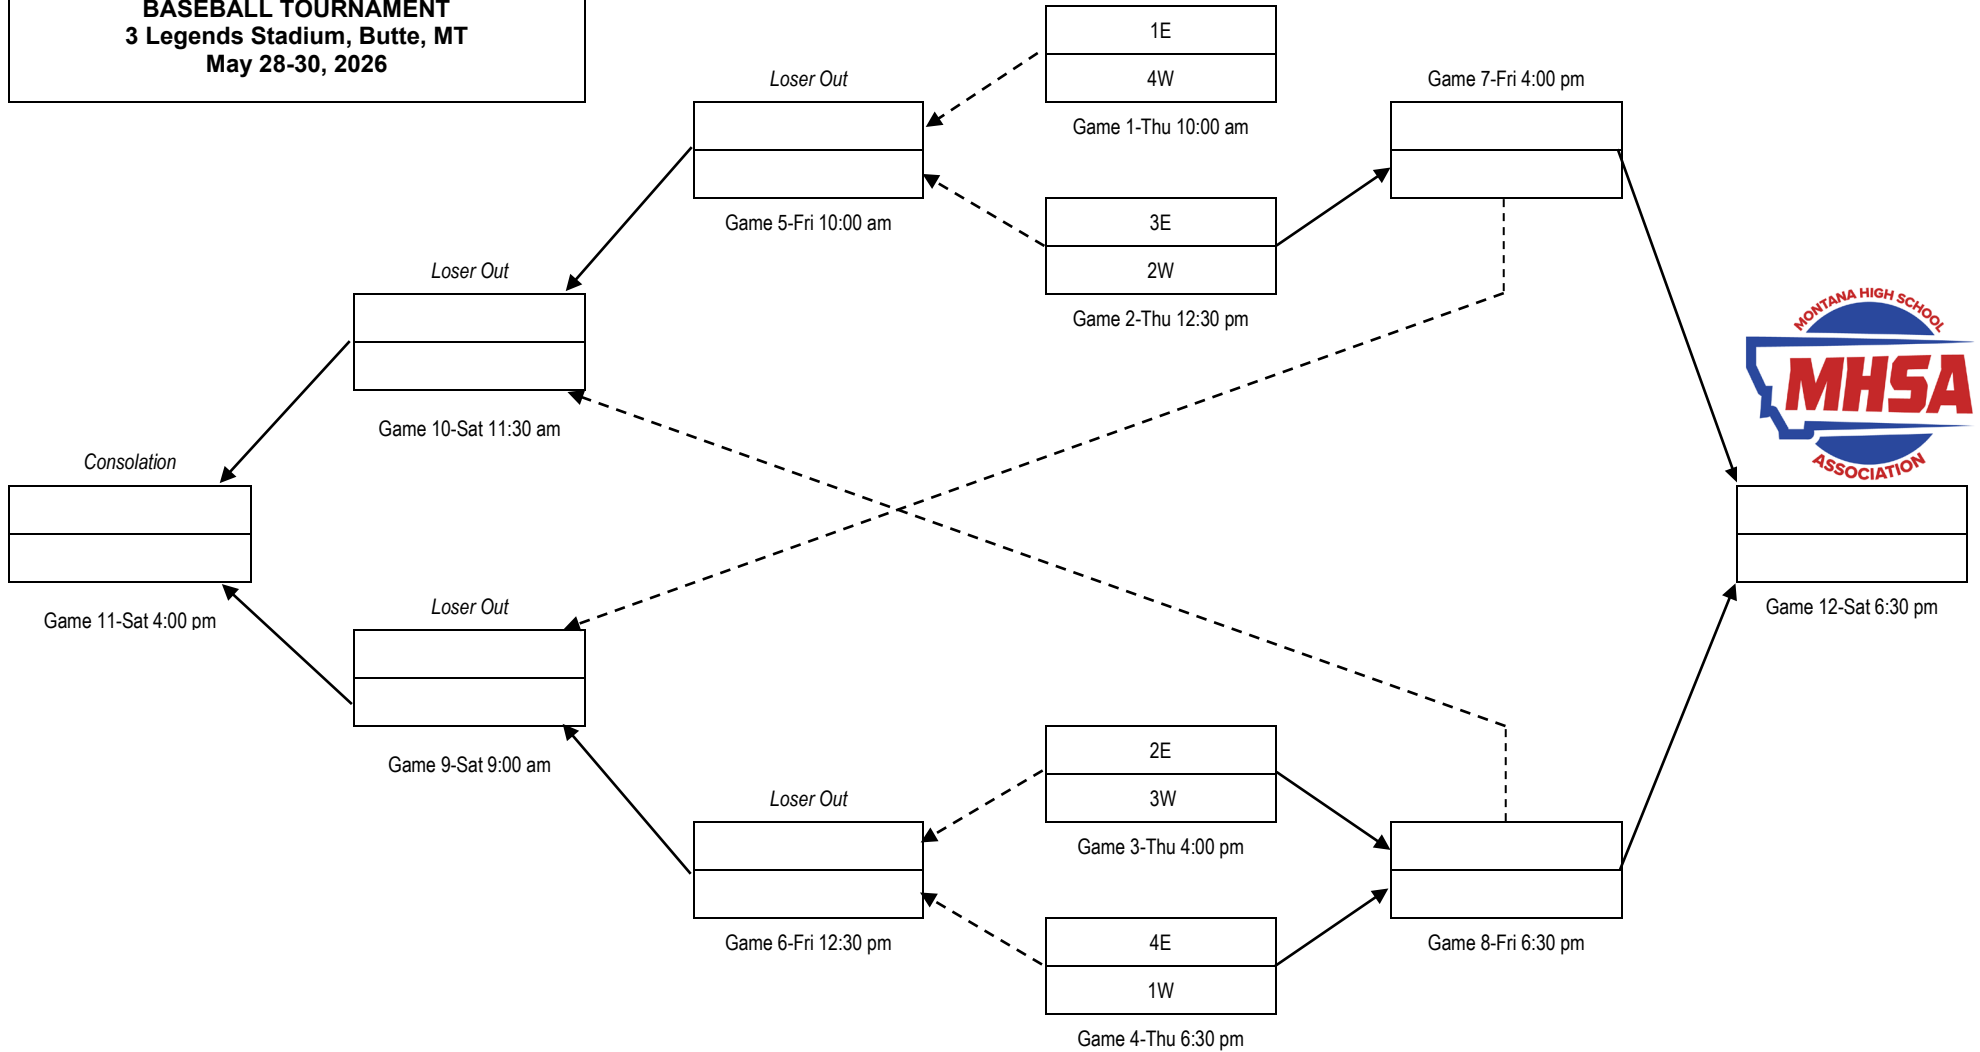 BASEBALL TOURNAMENT
3 Legends Stadium, Butte, MT
May 28-30, 2026
1E
4W
Game 1-Thu 10:00 am
Loser Out
Game 5-Fri 10:00 am
Game 7-Fri 4:00 pm
3E
2W
Game 2-Thu 12:30 pm
Loser Out
Game 10-Sat 11:30 am
MONTANA HIGH SCHOOL
MHSA
ASSOCIATION
Consolation
Game 11-Sat 4:00 pm
Game 12-Sat 6:30 pm
Loser Out
Game 9-Sat 9:00 am
2E
3W
Game 3-Thu 4:00 pm
Loser Out
Game 6-Fri 12:30 pm
Game 8-Fri 6:30 pm
4E
1W
Game 4-Thu 6:30 pm